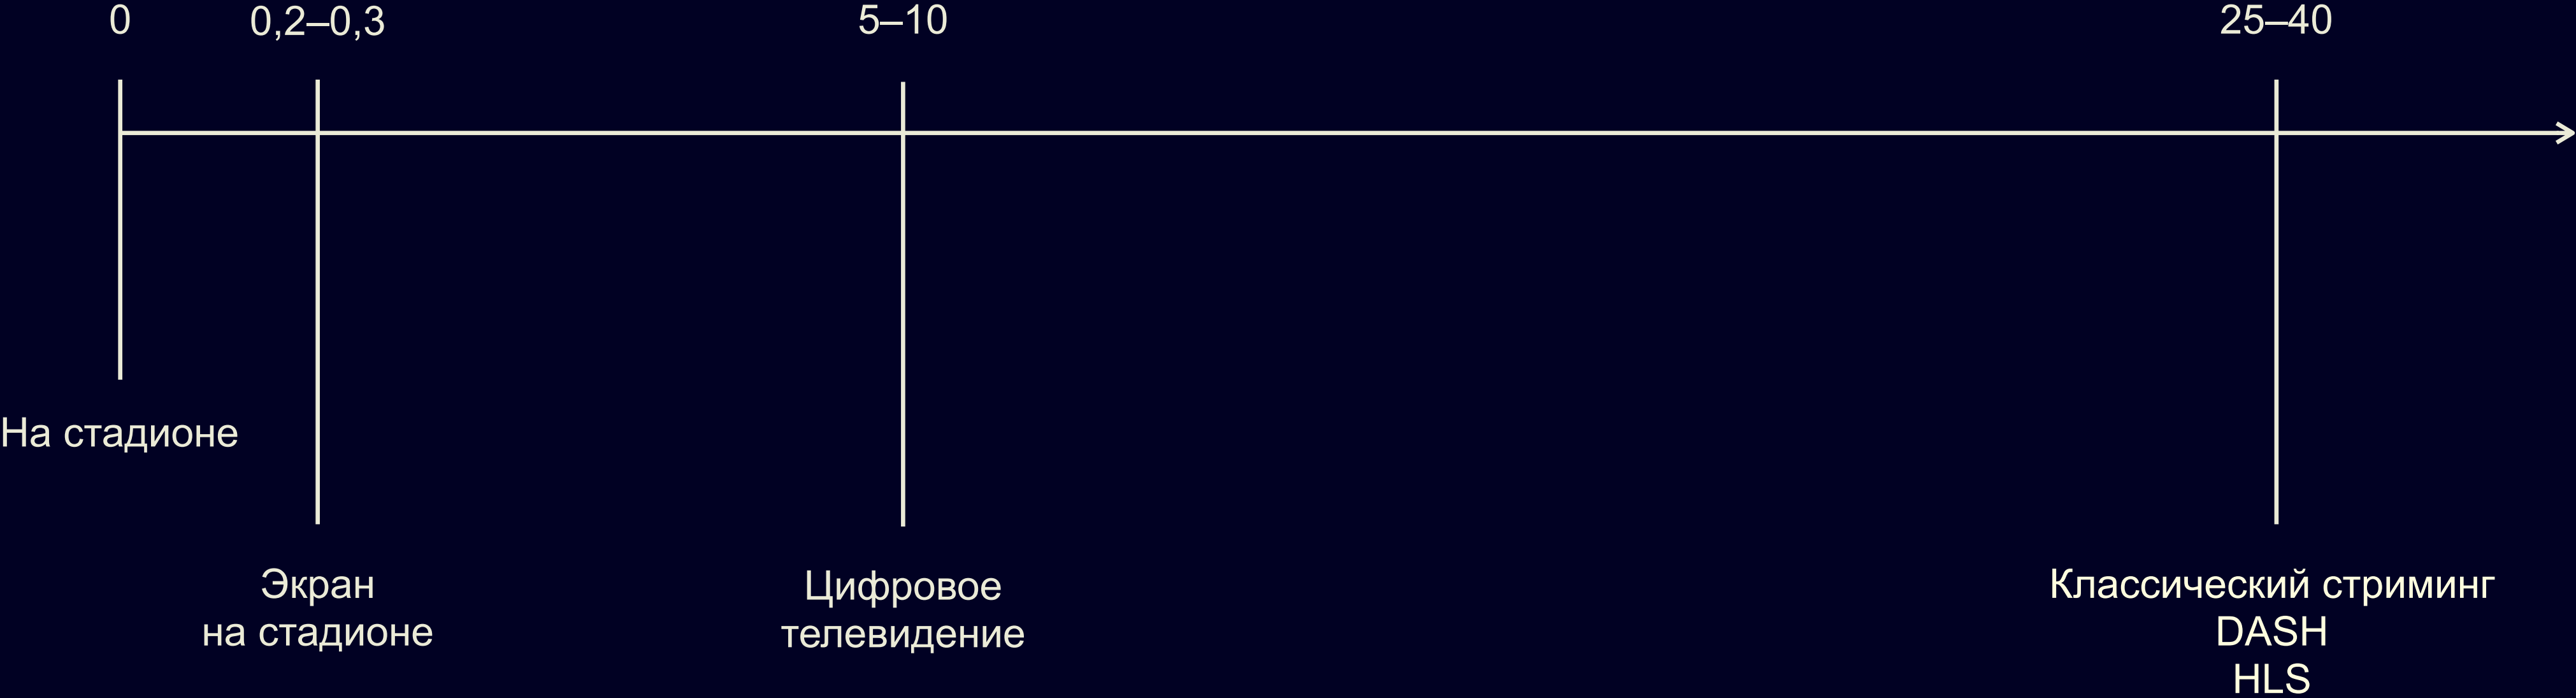 0
0,2–0,3
5–10
25–40
На стадионе
Экран
на стадионе
Цифровое
телевидение
Классический стриминг
DASH
HLS